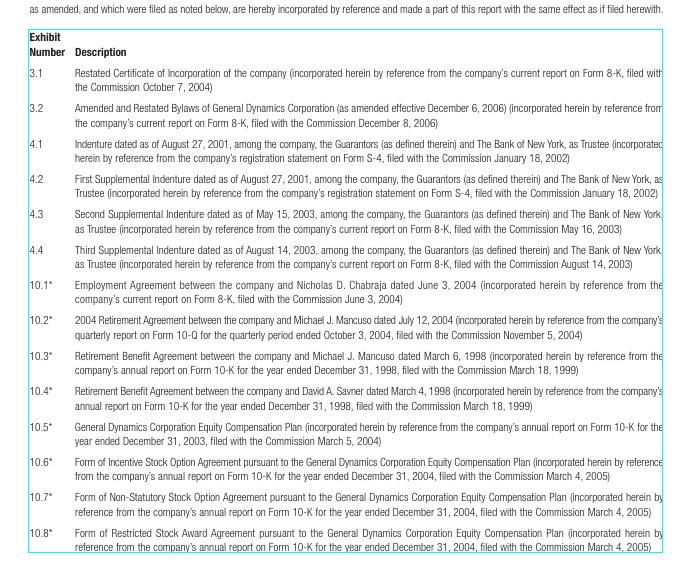 as amended, and which were filed as noted below, are hereby incorporated by reference and made a part of this report with the same effect as if filed herewith.
Exhibit
Number Description
3.1 Restated Certificate of Incorporation of the company (incorporated herein by reference from the company's current report on Form 8-K, filed with
the Commission October 7, 2004)
3.2 Amended and Restated Bylaws of General Dynamics Corporation (as amended effective December 6, 2006) (incorporated herein by reference from
the company's current report on Form 8-K, filed with the Commission December 8, 2006)
4.1 Indenture dated as of August 27, 2001, among the company, the Guarantors (as defined therein) and The Bank of New York, as Trustee (incorporated
herein by reference from the company's registration statement on Form S-4, filed with the Commission January 18, 2002)
4.2 First Supplemental Indenture dated as of August 27, 2001, among the company, the Guarantors (as defined therein) and The Bank of New York, as
Trustee (incorporated herein by reference from the company's registration statement on Form S-4, filed with the Commission January 18, 2002)
4.3 Second Supplemental Indenture dated as of May 15, 2003, among the company, the Guarantors (as defined therein) and The Bank of New York,
as Trustee (incorporated herein by reference from the company's current report on Form 8-K, filed with the Commission May 16, 2003)
4.4 Third Supplemental Indenture dated as of August 14, 2003, among the company, the Guarantors (as defined therein) and The Bank of New York,
as Trustee (incorporated herein by reference from the company's current report on Form 8-K, filed with the Commission August 14, 2003)
10.1* Employment Agreement between the company and Nicholas D. Chabraja dated June 3, 2004 (incorporated herein by reference from the
company's current report on Form 8-K, filed with the Commission June 3, 2004)
10.2* 2004 Retirement Agreement between the company and Michael J. Mancuso dated July 12, 2004 (incorporated herein by reference from the company's
quarterly report on Form 10-Q for the quarterly period ended October 3, 2004, filed with the Commission November 5, 2004)
10.3* Retirement Benefit Agreement between the company and Michael J. Mancuso dated March 6, 1998 (incorporated herein by reference from the
company's annual report on Form 10-K for the year ended December 31, 1998, filed with the Commission March 18, 1999)
10.4* Retirement Benefit Agreement between the company and David A. Savner dated March 4, 1998 (incorporated herein by reference from the company's
annual report on Form 10-K for the year ended December 31, 1998, filed with the Commission March 18, 1999)
10.5* General Dynamics Corporation Equity Compensation Plan (incorporated herein by reference from the company's annual report on Form 10-K for the
year ended December 31, 2003, filed with the Commission March 5, 2004)
10.6* Form of Incentive Stock Option Agreement pursuant to the General Dynamics Corporation Equity Compensation Plan (incorporated herein by reference
from the company's annual report on Form 10-K for the year ended December 31, 2004, filed with the Commission March 4, 2005)
10.7* Form of Non-Statutory Stock Option Agreement pursuant to the General Dynamics Corporation Equity Compensation Plan (incorporated herein by
reference from the company's annual report on Form 10-K for the year ended December 31, 2004, filed with the Commission March 4, 2005)
10.8* Form of Restricted Stock Award Agreement pursuant to the General Dynamics Corporation Equity Compensation Plan (incorporated herein by
reference from the company's annual report on Form 10-K for the year ended December 31, 2004, filed with the Commission March 4, 2005)